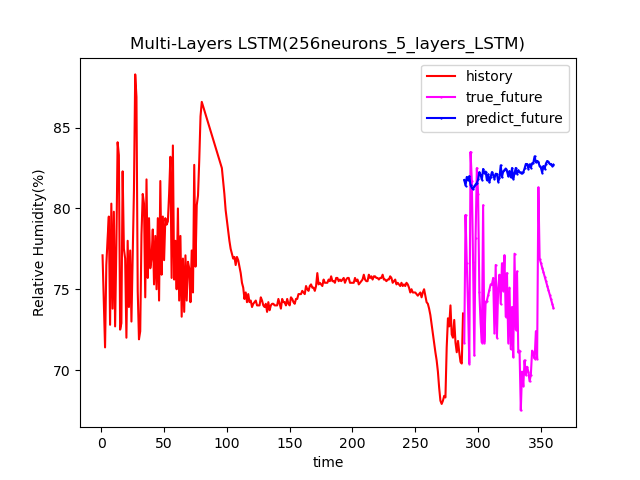 Multi-Layers LSTM(256neurons_5_layers_LSTM)
history
true_future
predict_future
Relative Humidity(%)
85
80
75
70
0 50 100 150 200 250 300 350
time